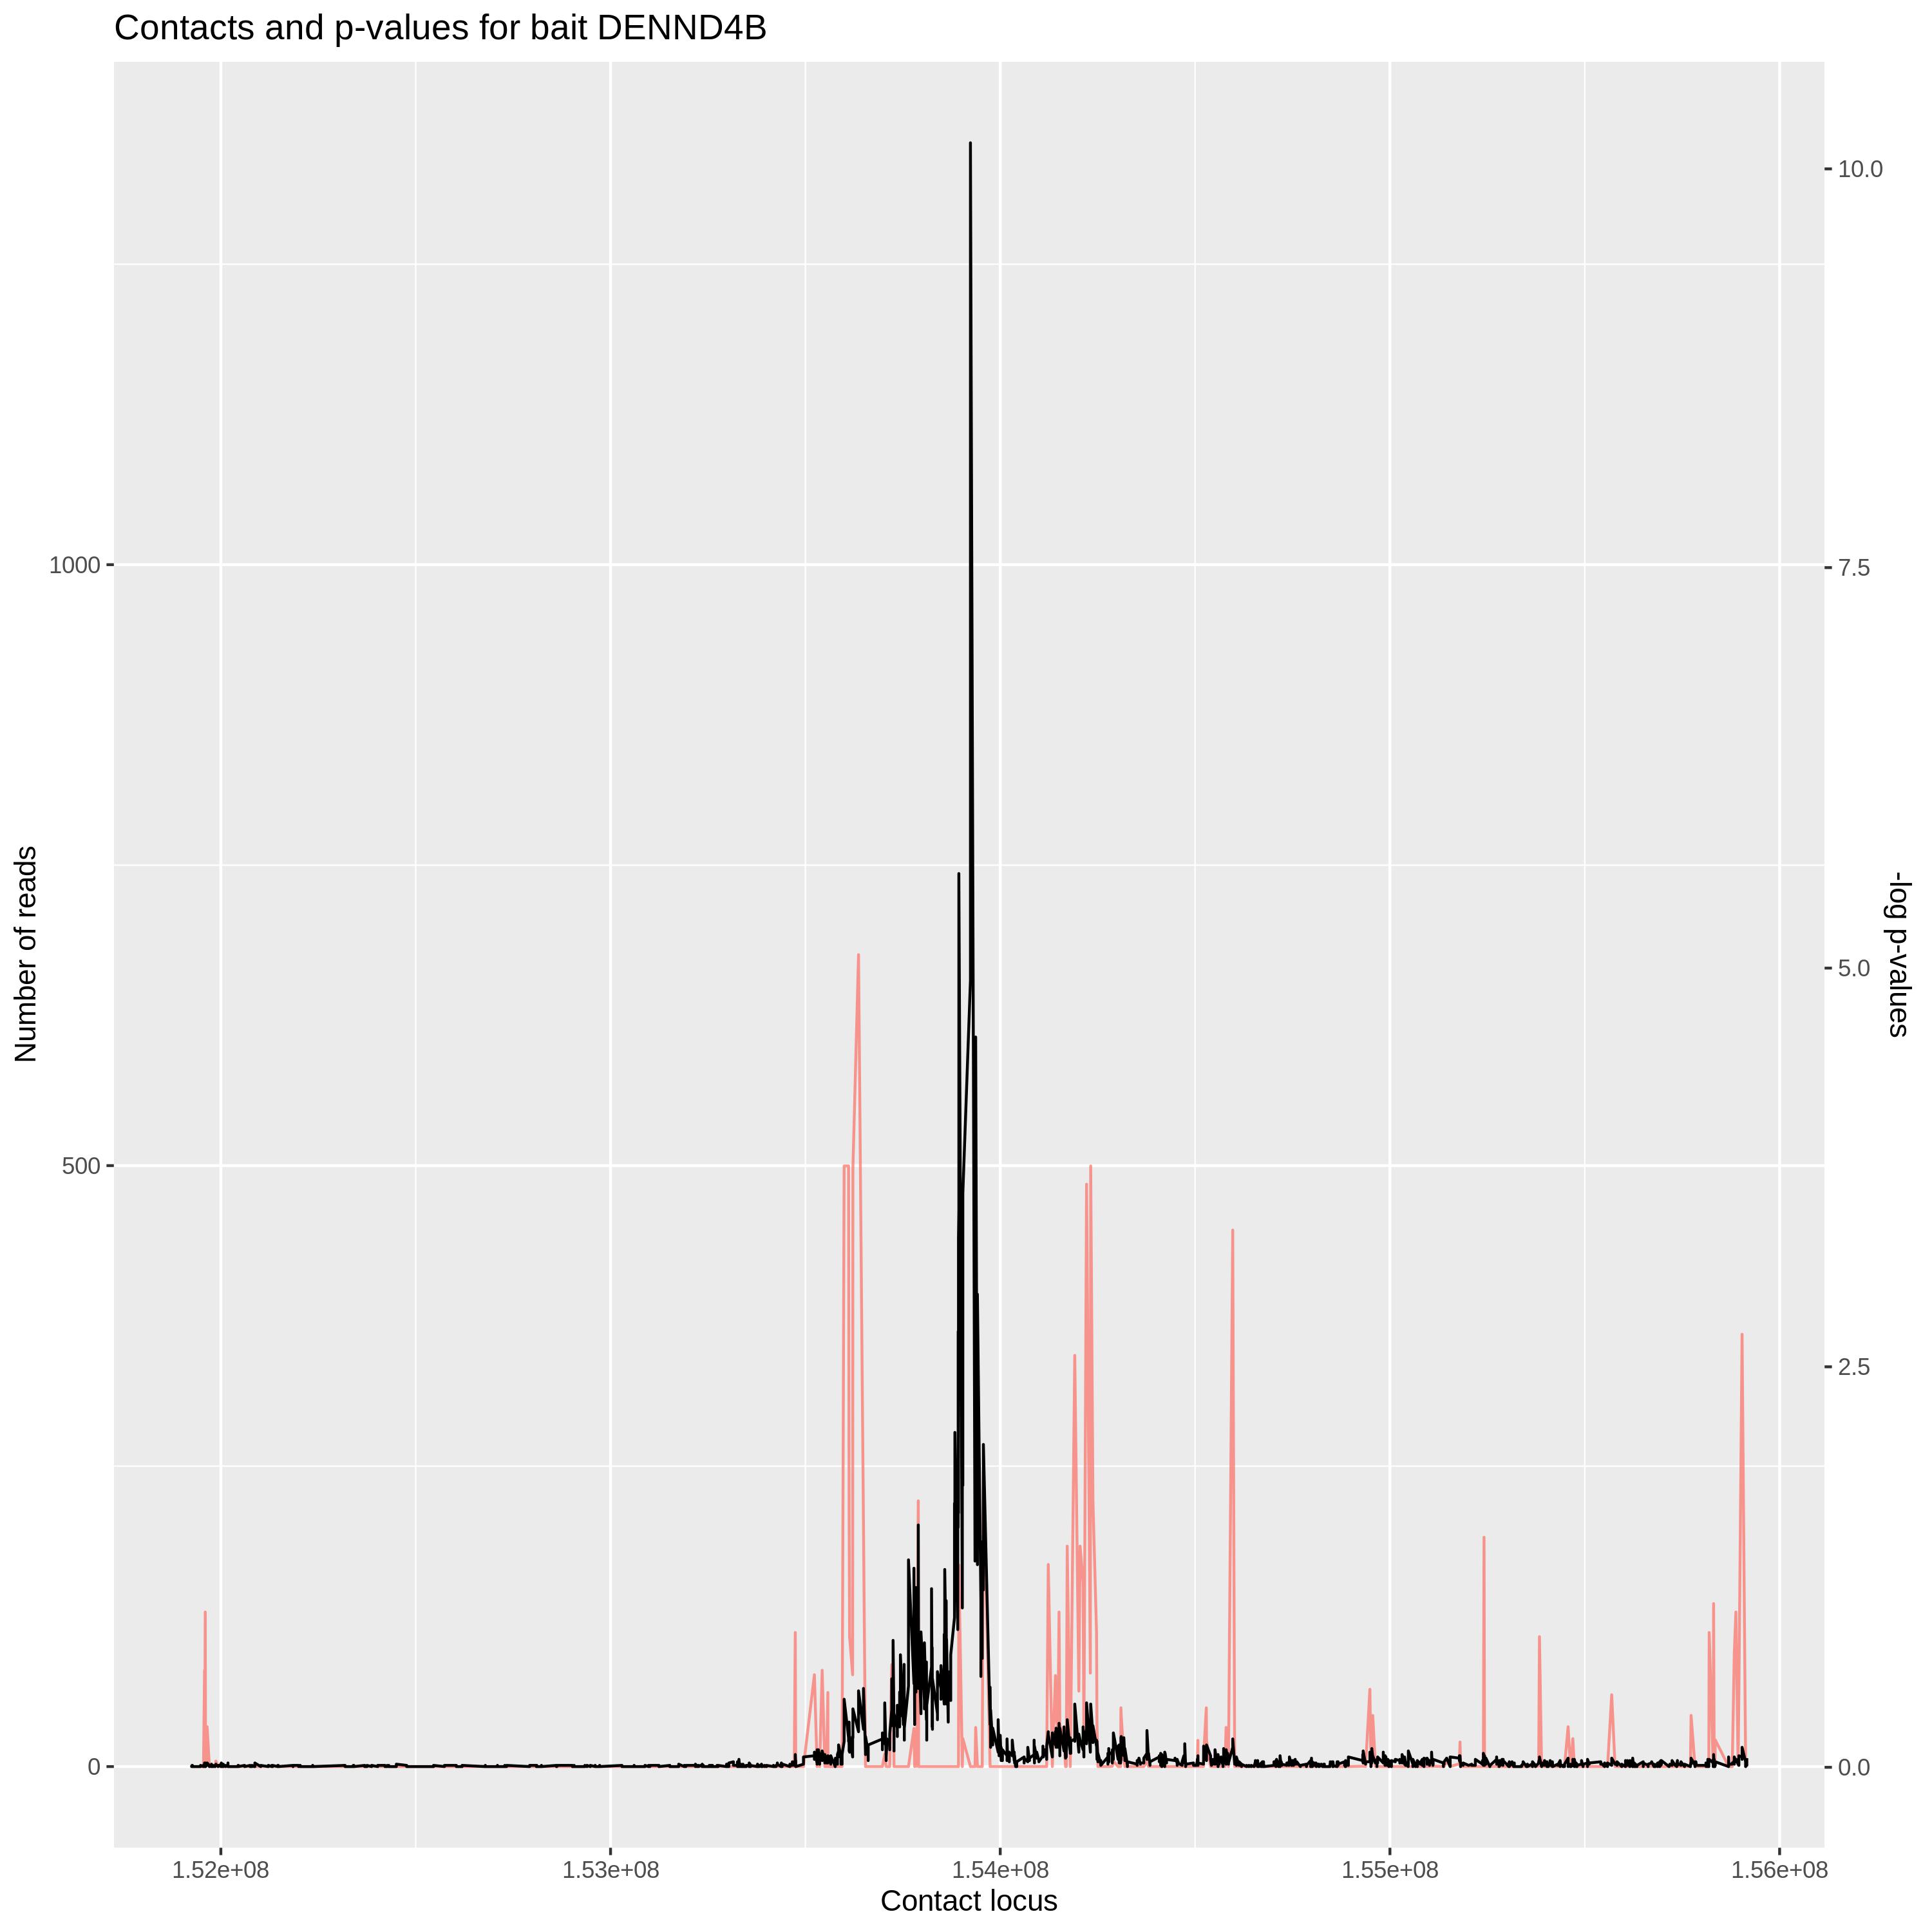 Contacts and p-values for bait DENND4B
10.0
1000
7.5
Number of reads
-log p-values
5.0
500
2.5
0
0.0
1.52e+08
1.53e+08
1.54e+08
1.55e+08
1.56e+08
Contact locus